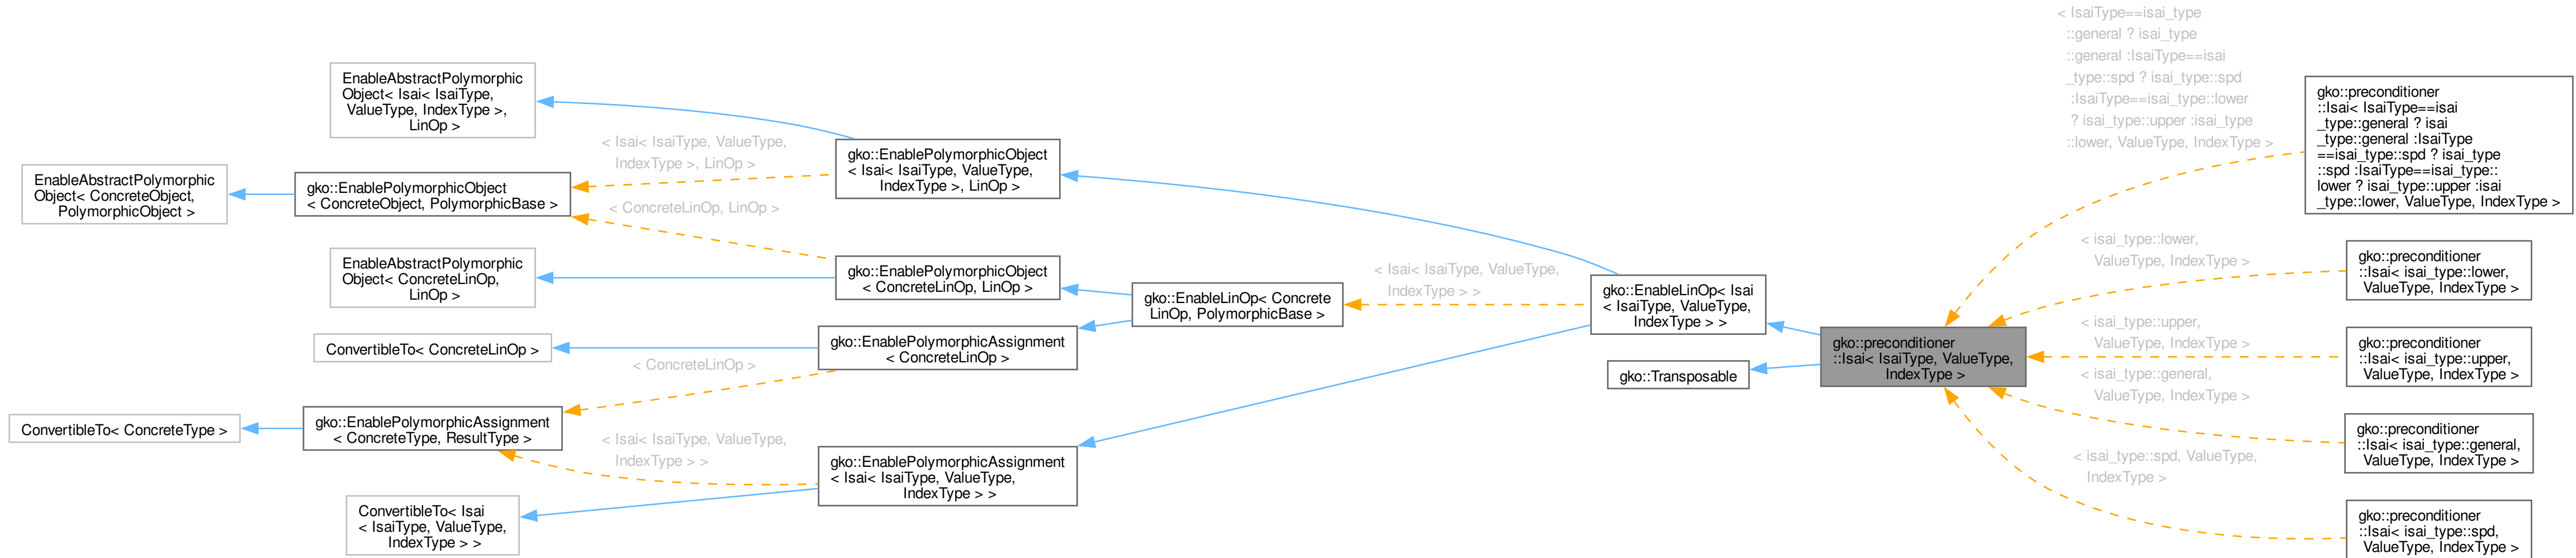 EnableAbstractPolymorphic
Object< ConcreteObject,
PolymorphicObject >
ConvertibleTo< ConcreteType >
EnableAbstractPolymorphic
Object< Isai< IsaiType,
ValueType, IndexType >,
LinOp >
gko::EnablePolymorphicObject
< ConcreteObject, PolymorphicBase >
EnableAbstractPolymorphic
Object< ConcreteLinOp,
LinOp >
ConvertibleTo< ConcreteLinOp >
gko::EnablePolymorphicAssignment
< ConcreteType, ResultType >
ConvertibleTo< Isai
< IsaiType, ValueType,
IndexType > >
< Isai< IsaiType, ValueType,
IndexType >, LinOp >
< ConcreteLinOp, LinOp >
< ConcreteLinOp >
< Isai< IsaiType, ValueType,
IndexType > >
gko::EnablePolymorphicObject
< Isai< IsaiType, ValueType,
IndexType >, LinOp >
gko::EnablePolymorphicObject
< ConcreteLinOp, LinOp >
gko::EnablePolymorphicAssignment
< ConcreteLinOp >
gko::EnablePolymorphicAssignment
< Isai< IsaiType, ValueType,
IndexType > >
gko::EnableLinOp< Concrete
LinOp, PolymorphicBase >
< Isai< IsaiType, ValueType,
IndexType > >
gko::EnableLinOp< Isai
< IsaiType, ValueType,
IndexType > >
gko::Transposable
gko::preconditioner
::Isai< IsaiType, ValueType,
IndexType >
< IsaiType==isai_type
::general ? isai_type
::general :IsaiType==isai
_type::spd ? isai_type::spd
:IsaiType==isai_type::lower
? isai_type::upper :isai_type
::lower, ValueType, IndexType >
< isai_type::lower,
ValueType, IndexType >
< isai_type::upper,
ValueType, IndexType >
< isai_type::general,
ValueType, IndexType >
< isai_type::spd, ValueType,
IndexType >
gko::preconditioner
::Isai< IsaiType==isai
_type::general ? isai
_type::general :IsaiType
==isai_type::spd ? isai_type
::spd :IsaiType==isai_type::
lower ? isai_type::upper :isai
_type::lower, ValueType, IndexType >
gko::preconditioner
::Isai< isai_type::lower,
ValueType, IndexType >
gko::preconditioner
::Isai< isai_type::upper,
ValueType, IndexType >
gko::preconditioner
::Isai< isai_type::general,
ValueType, IndexType >
gko::preconditioner
::Isai< isai_type::spd,
ValueType, IndexType >